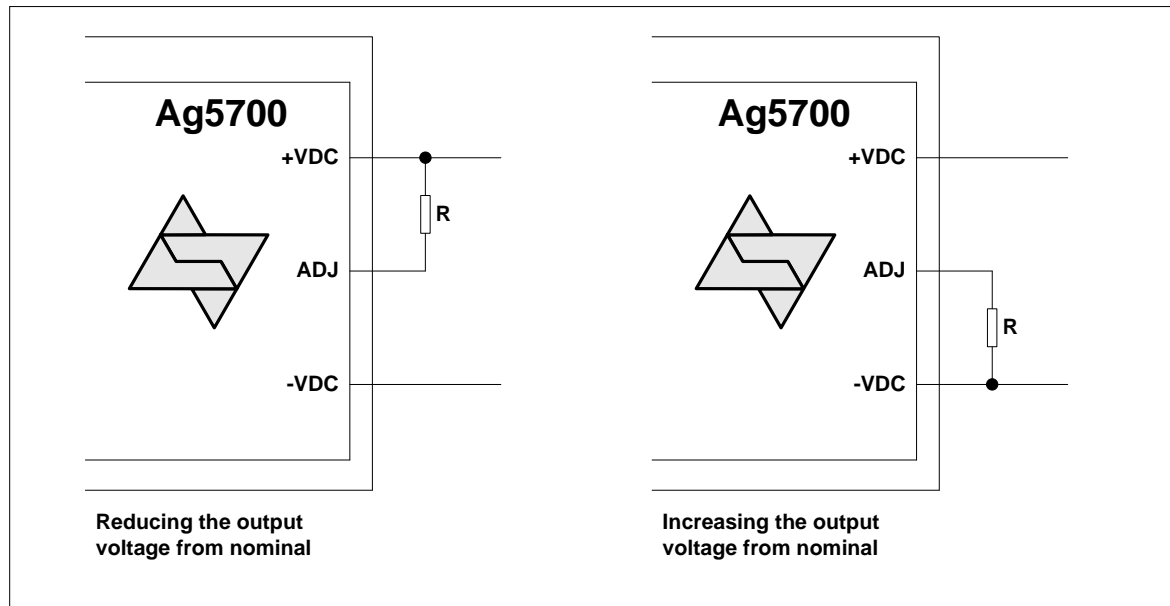 Ag5700
+VDC
R
ADJ
-VDC
Reducing the output
voltage from nominal
Ag5700
+VDC
ADJ
R
-VDC
Increasing the output
voltage from nominal